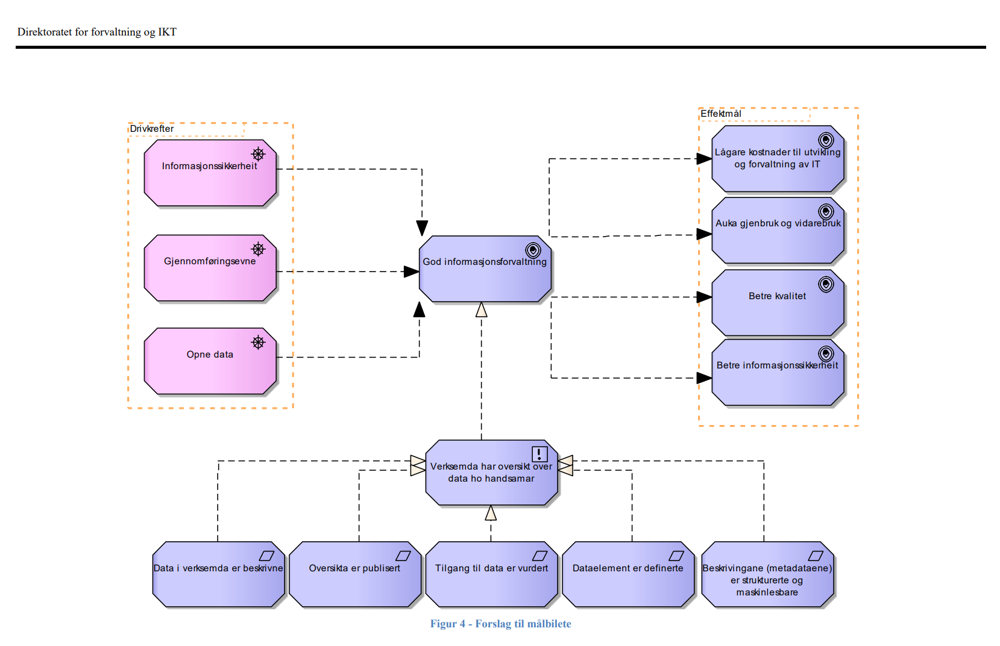 Direktoratet for forvaltning og IKT
Effektmål
Drivkrefter
Informasjonssikkerheit
Lågare kostnader til utvikling
og forvaltning av IT
Auka gjenbruk og vidarebruk
Gjennomføringsevne
God informasjonsforvaltning
Betre kvalitet
Opne data
Betre informasjonssikkerheit
Verksemda har oversikt over
data ho handsamar
Data i verksemda er beskrivne
Oversikta er publisert
Tilgang til data er vurdert
Dataelement er definerte
Beskrivingane (metadataene)
er strukturerte og
maskinlesbare
Figur 4 - Forslag til målbilete